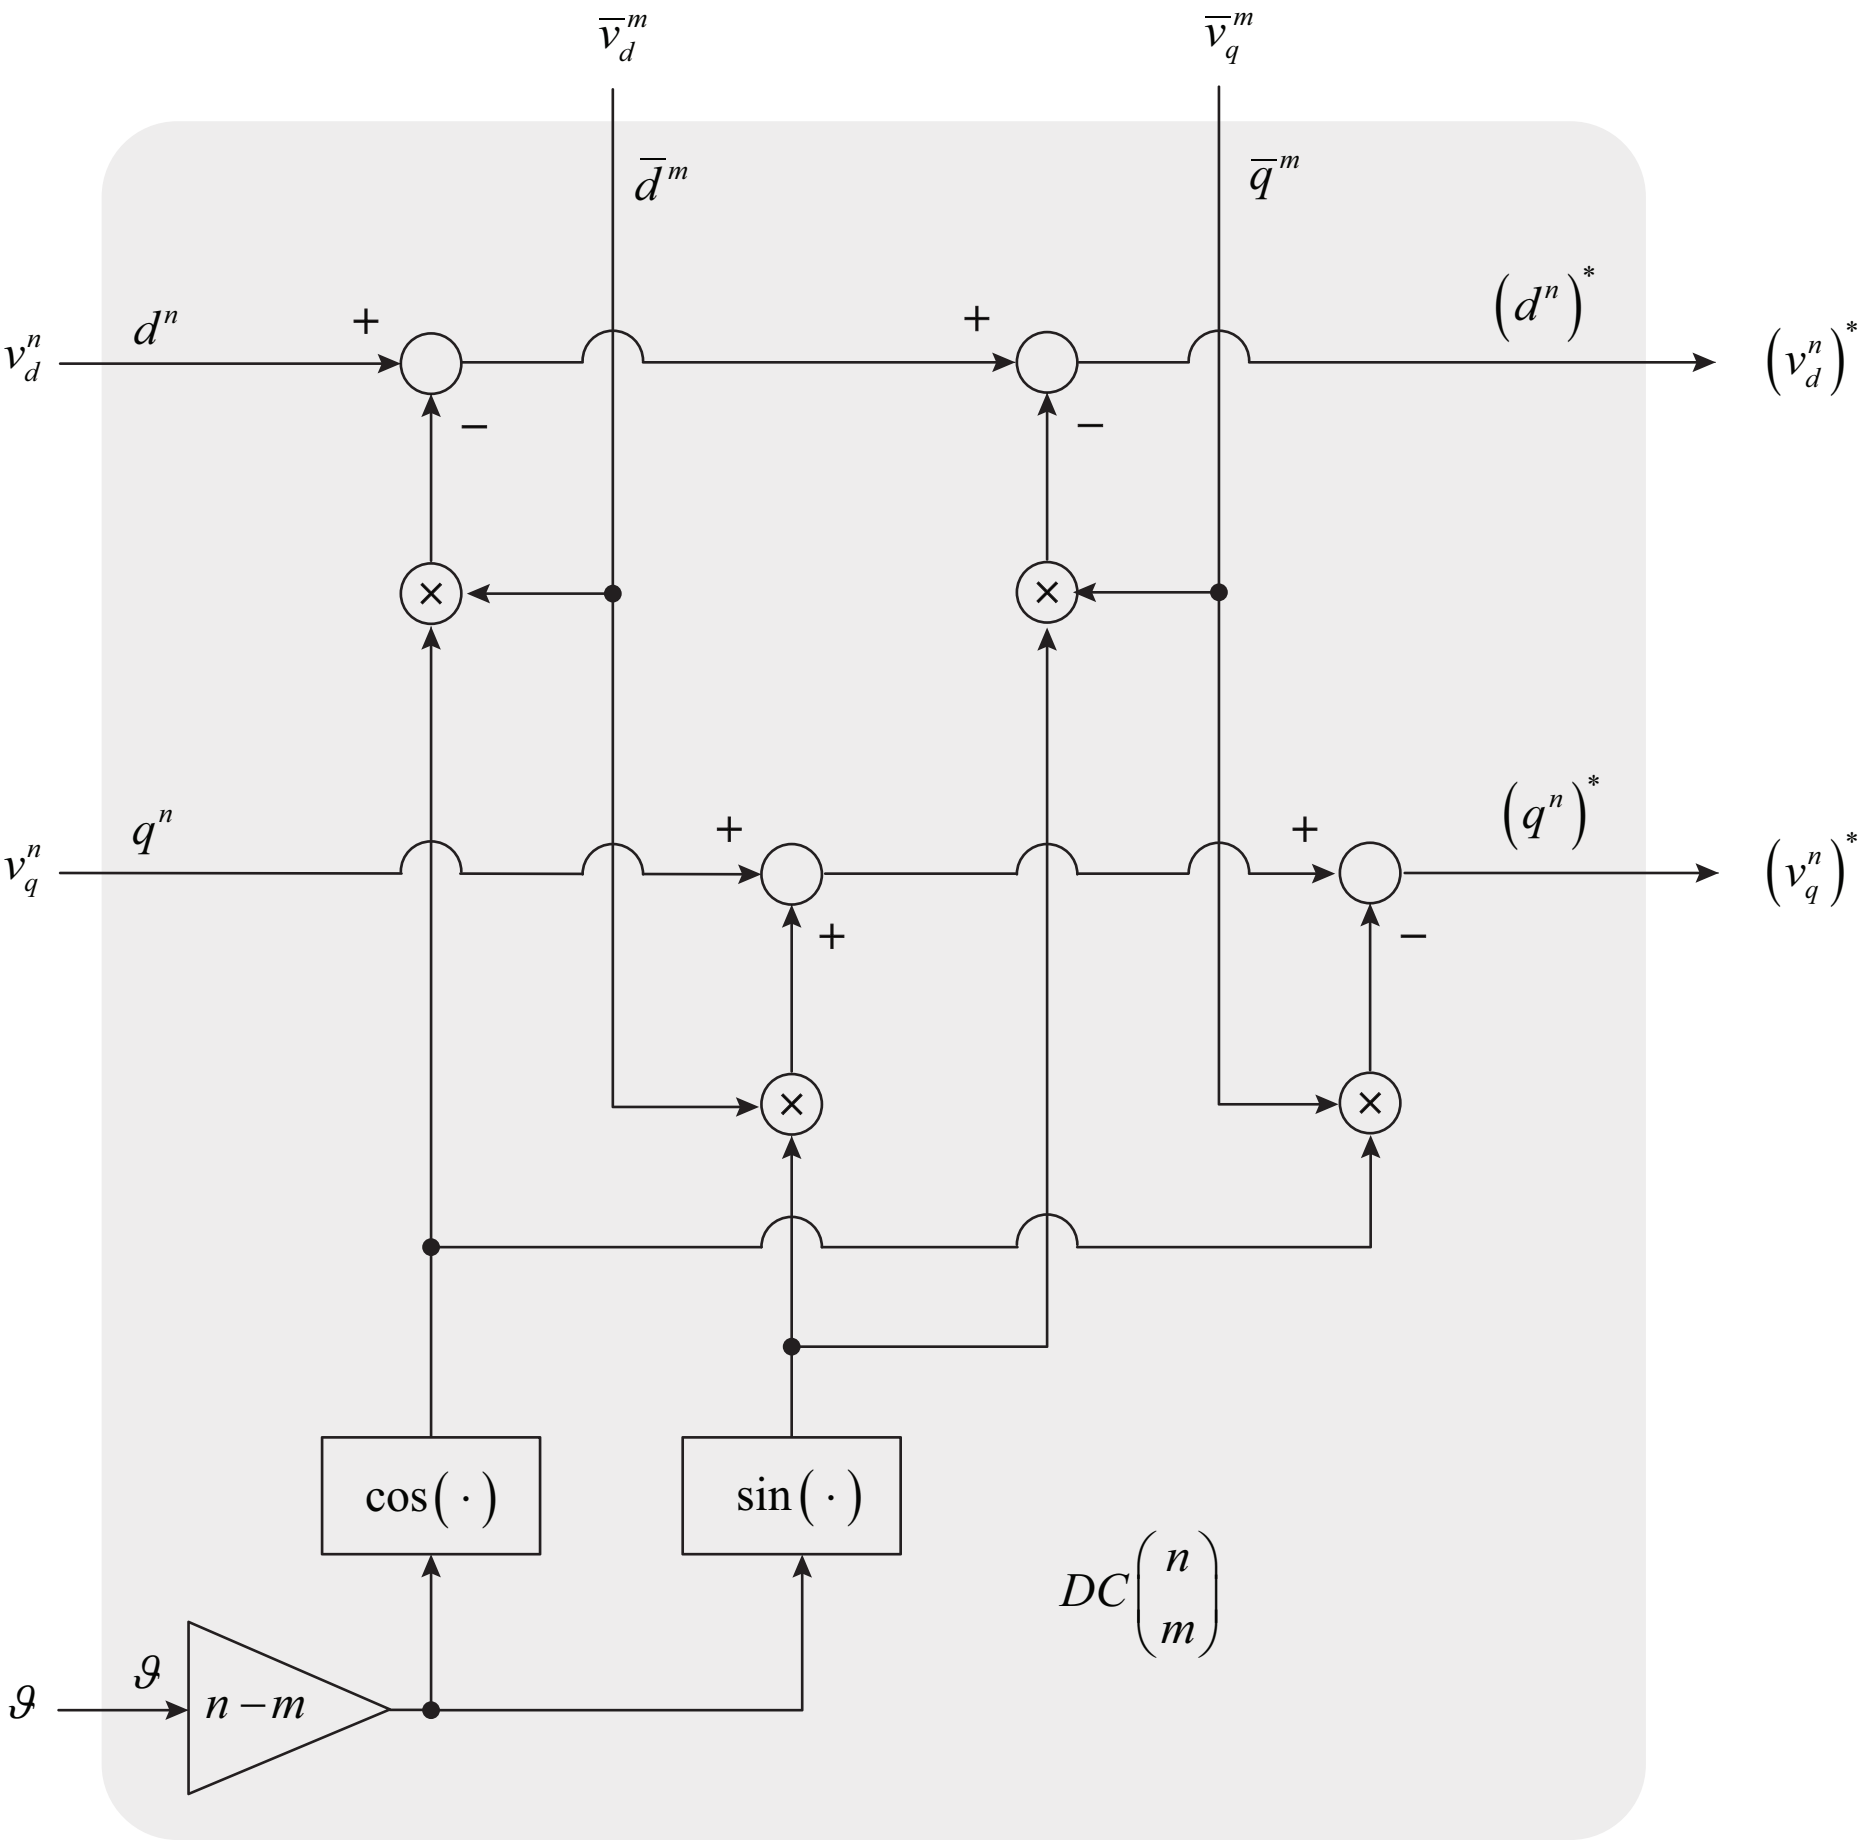 v̅_d^m v̅_q^m
d̅^m q̅^m
+ + (d^n)^*
v_d^n d^n (v_d^n)^*
− −
× ×
q^n + + (q^n)^*
v_q^n (v_q^n)^*
+ −
× ×
cos(·) sin(·)
DC(n
m)
ϑ ϑ n−m